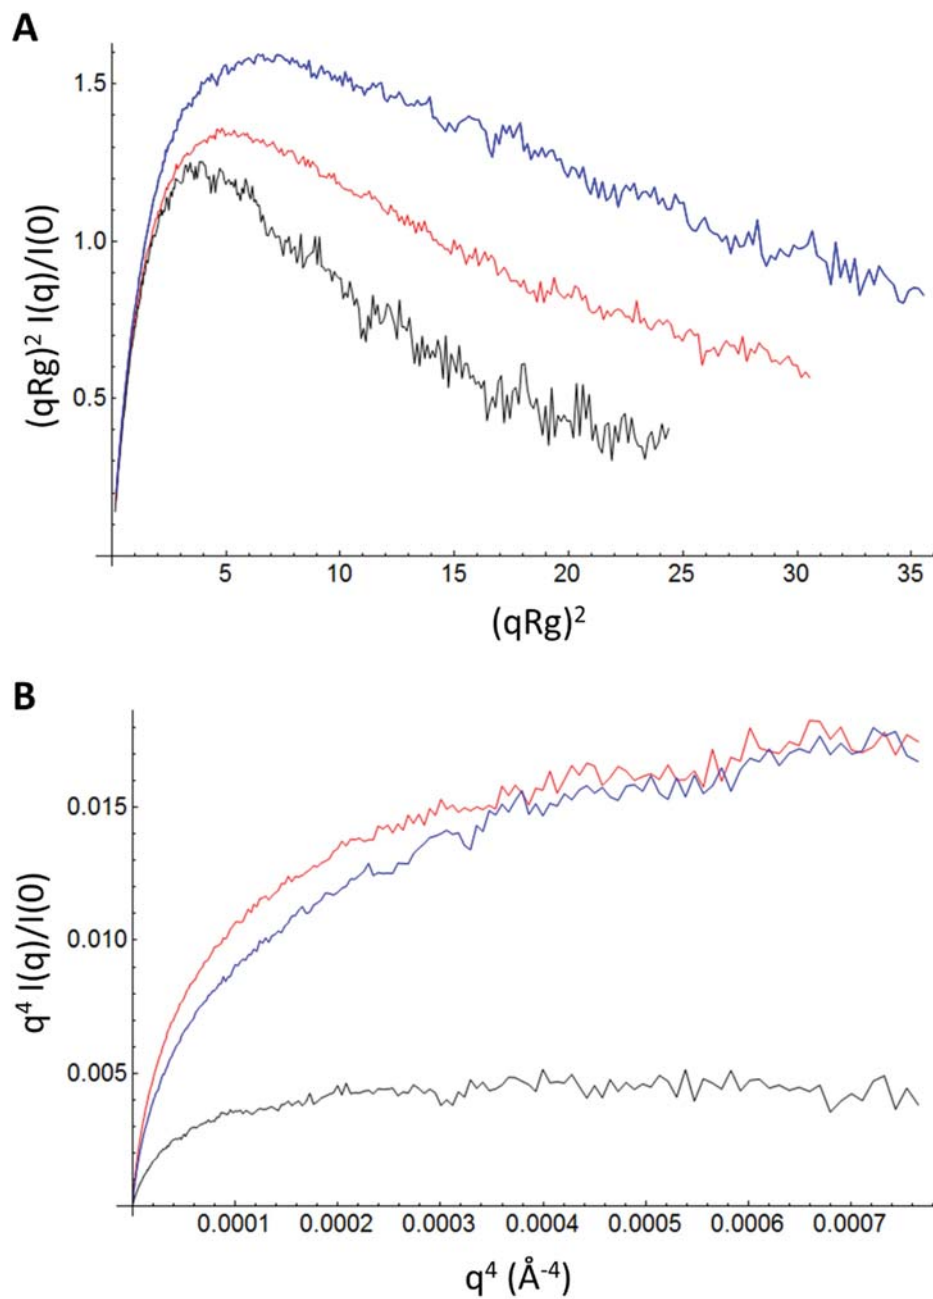 A
1.5
1.0
0.5
(qRg)² I(q)/I(0)
5 10 15 20 25 30 35
(qRg)²
B
0.015
0.010
0.005
q⁴ I(q)/I(0)
0.0001 0.0002 0.0003 0.0004 0.0005 0.0006 0.0007
q⁴ (Å⁻⁴)